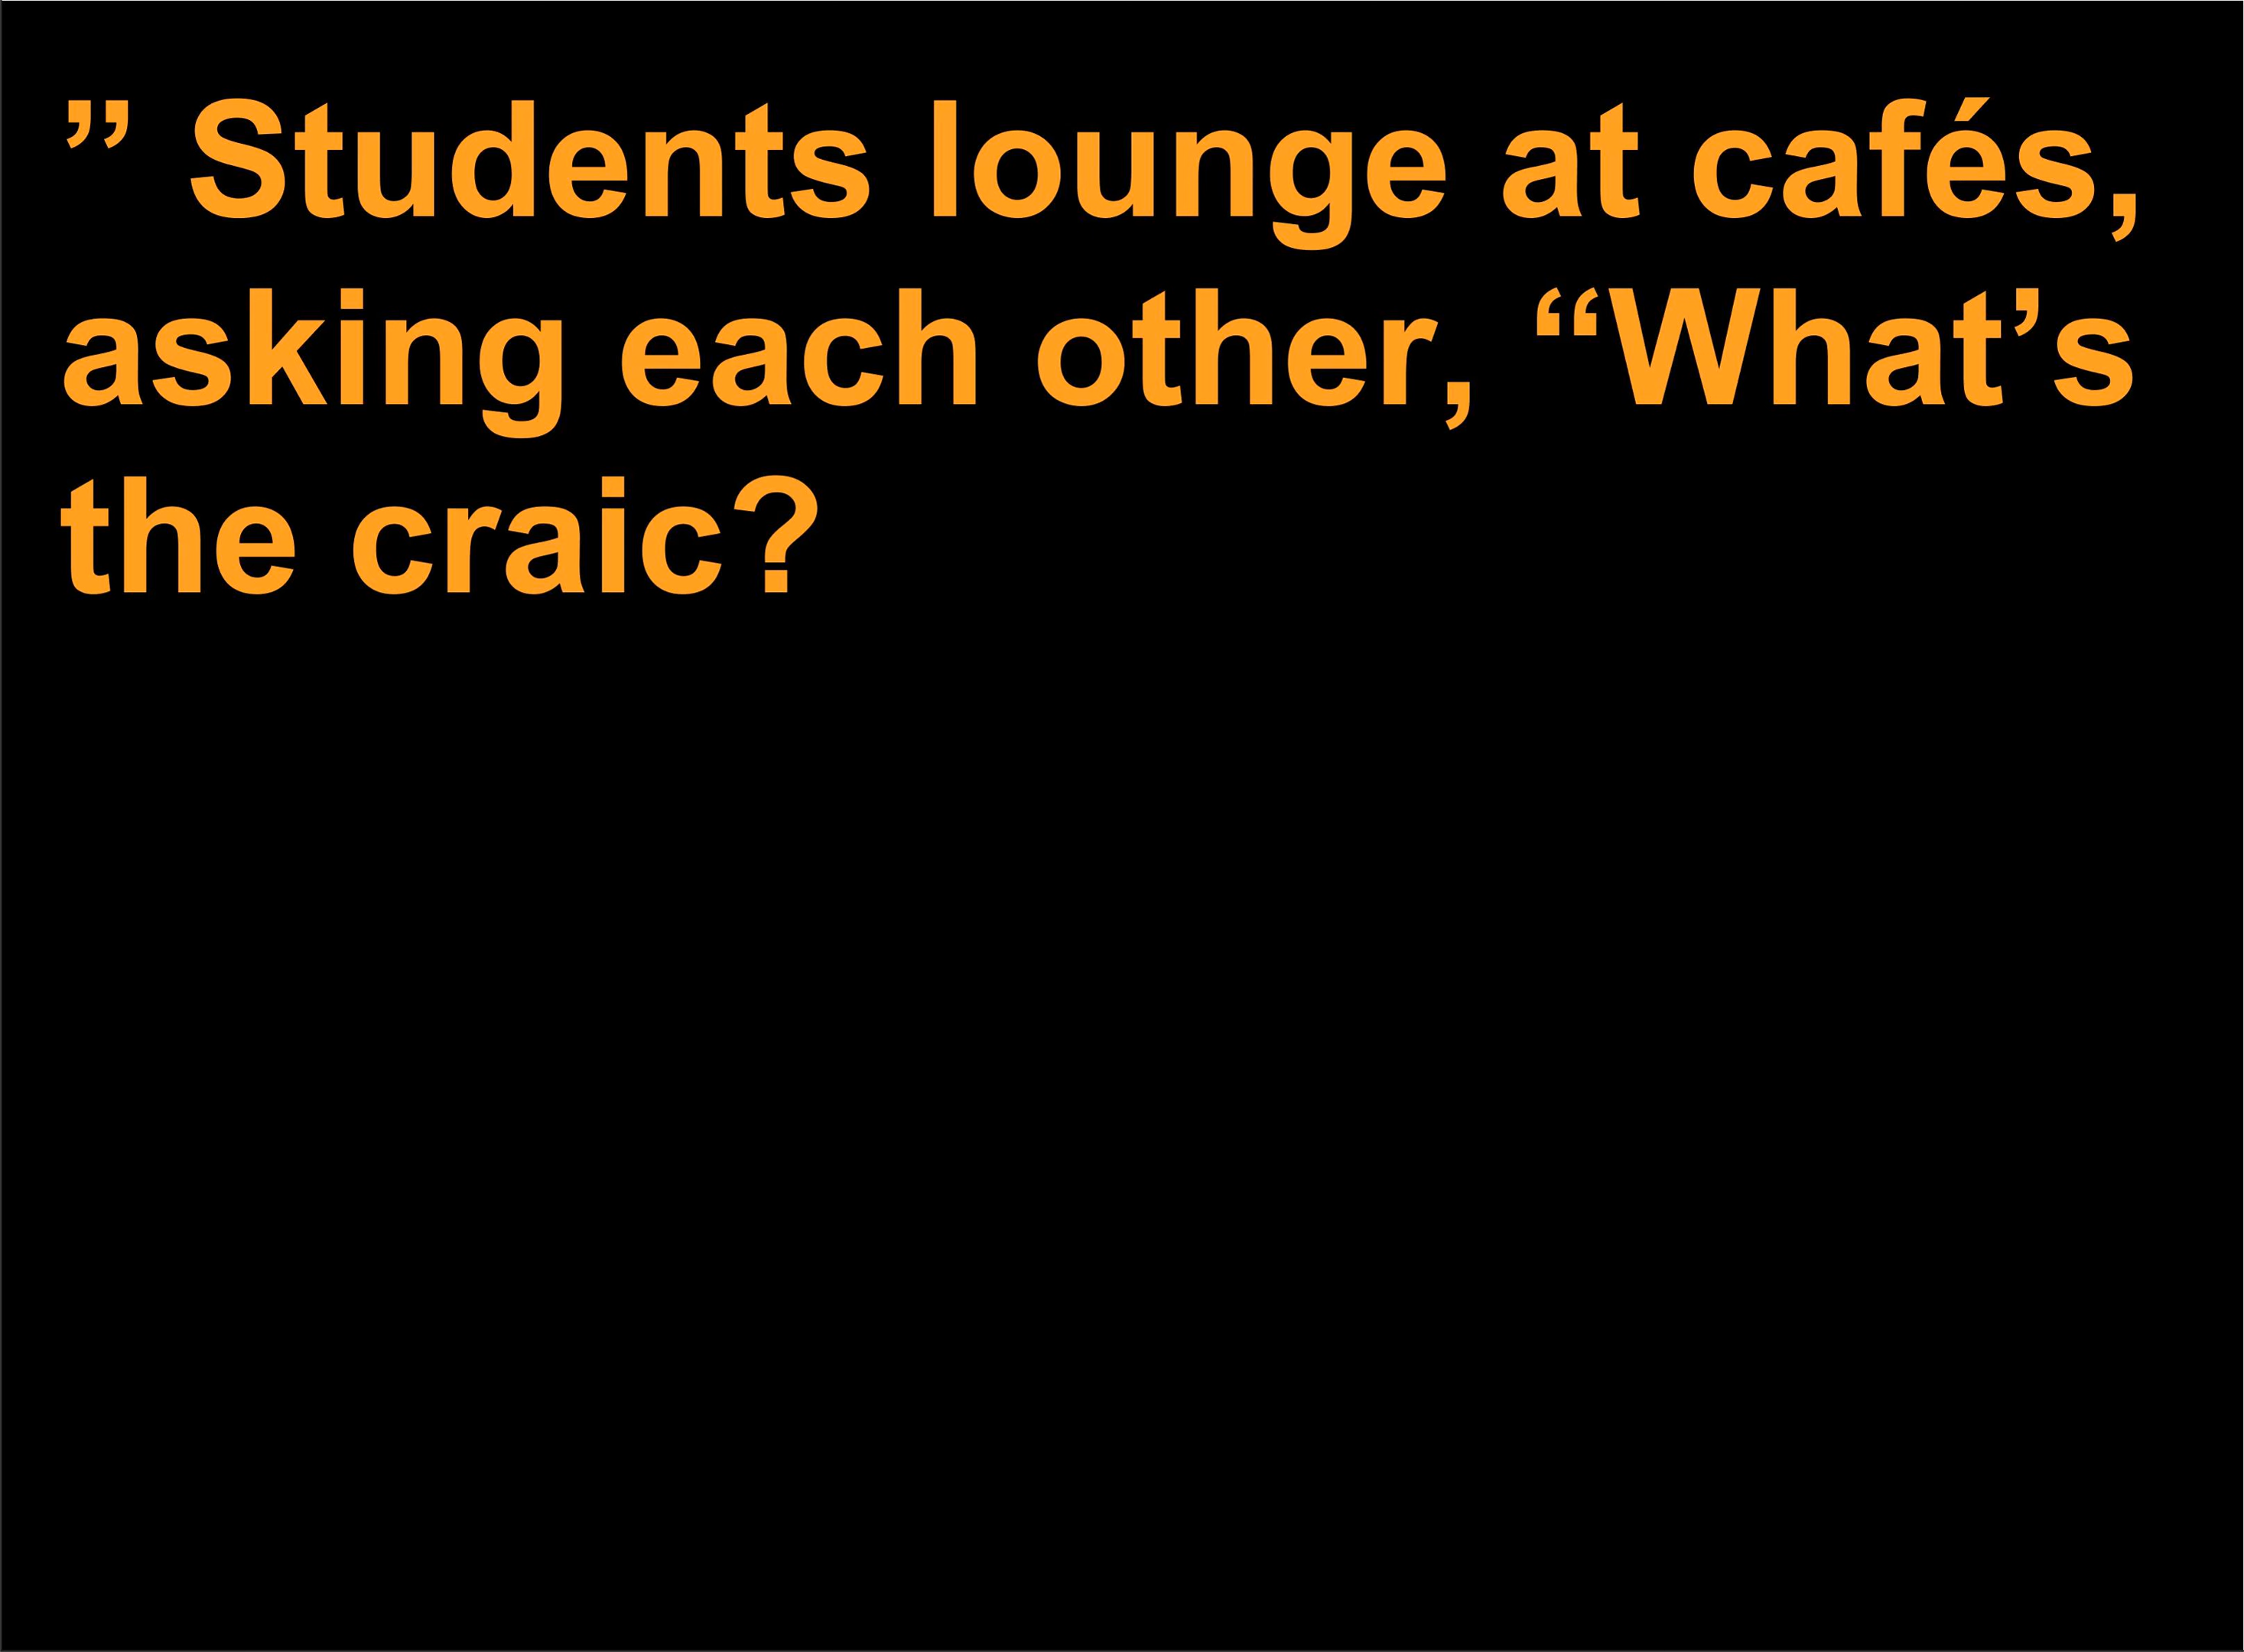 ” Students lounge at cafés,
asking each other, “What’s
the craic?